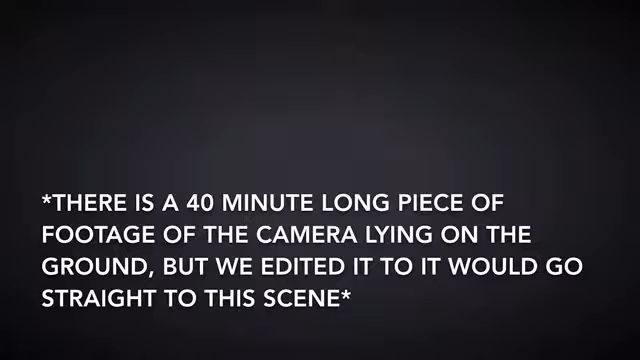 *THERE IS A 40 MINUTE LONG PIECE OF
FOOTAGE OF THE CAMERA LYING ON THE
GROUND, BUT WE EDITED IT TO IT WOULD GO
STRAIGHT TO THIS SCENE*